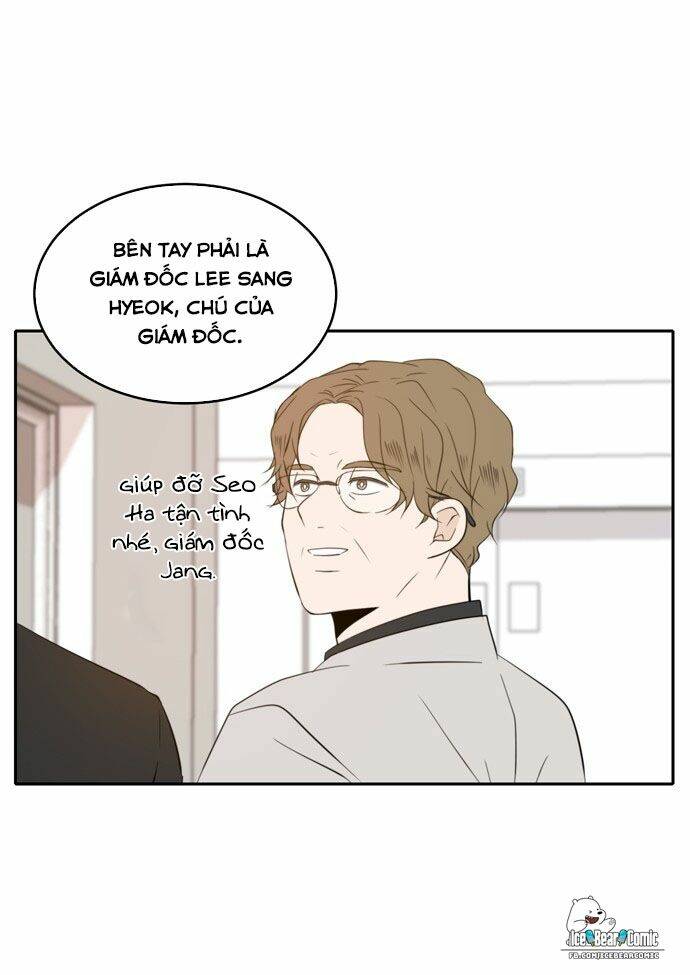 BÊN TAY PHẢI LÀ
GIÁM ĐỐC LEE SANG
HYEOK, CHÚ CỦA
GIÁM ĐỐC.
Giúp đỡ Seo
Ha tận tình
nhé, giám đốc
Jang.
Ice Bear Comic
FB.COM/ICEBEARCOMIC